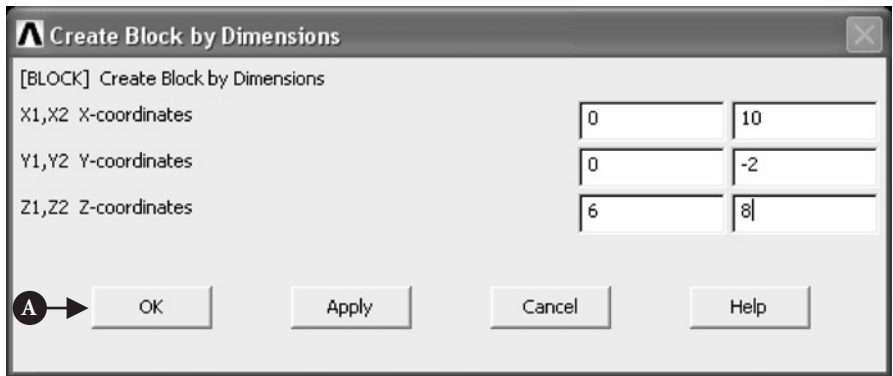 Create Block by Dimensions
[BLOCK] Create Block by Dimensions
X1,X2 X-coordinates 0 10
Y1,Y2 Y-coordinates 0 -2
Z1,Z2 Z-coordinates 6 8
A OK Apply Cancel Help